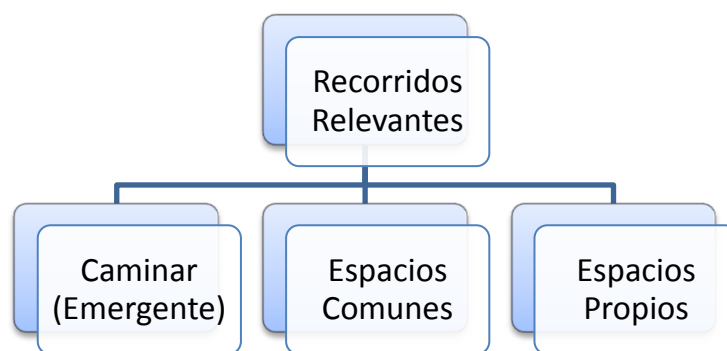 Recorridos
Relevantes
Caminar
(Emergente)
Espacios
Comunes
Espacios
Propios